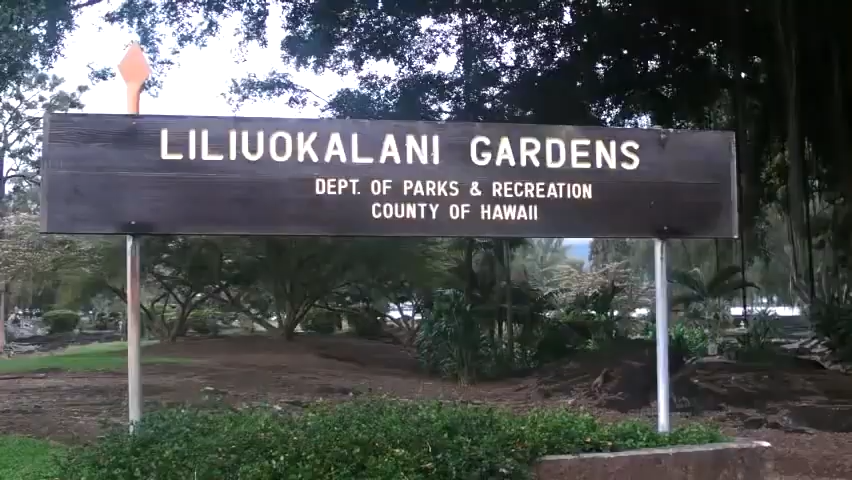 LILIUOKALANI GARDENS
DEPT. OF PARKS & RECREATION
COUNTY OF HAWAII